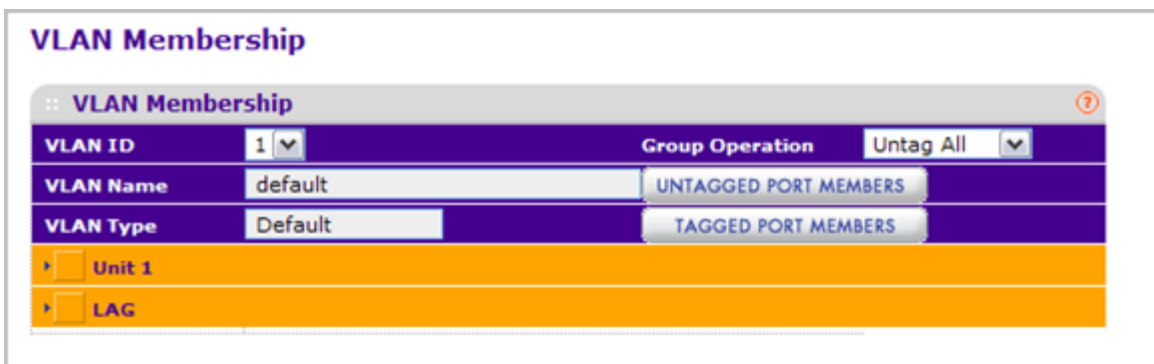 VLAN Membership
VLAN Membership ?
VLAN ID 1 Group Operation Untag All
VLAN Name default UNTAGGED PORT MEMBERS
VLAN Type Default TAGGED PORT MEMBERS
Unit 1
LAG